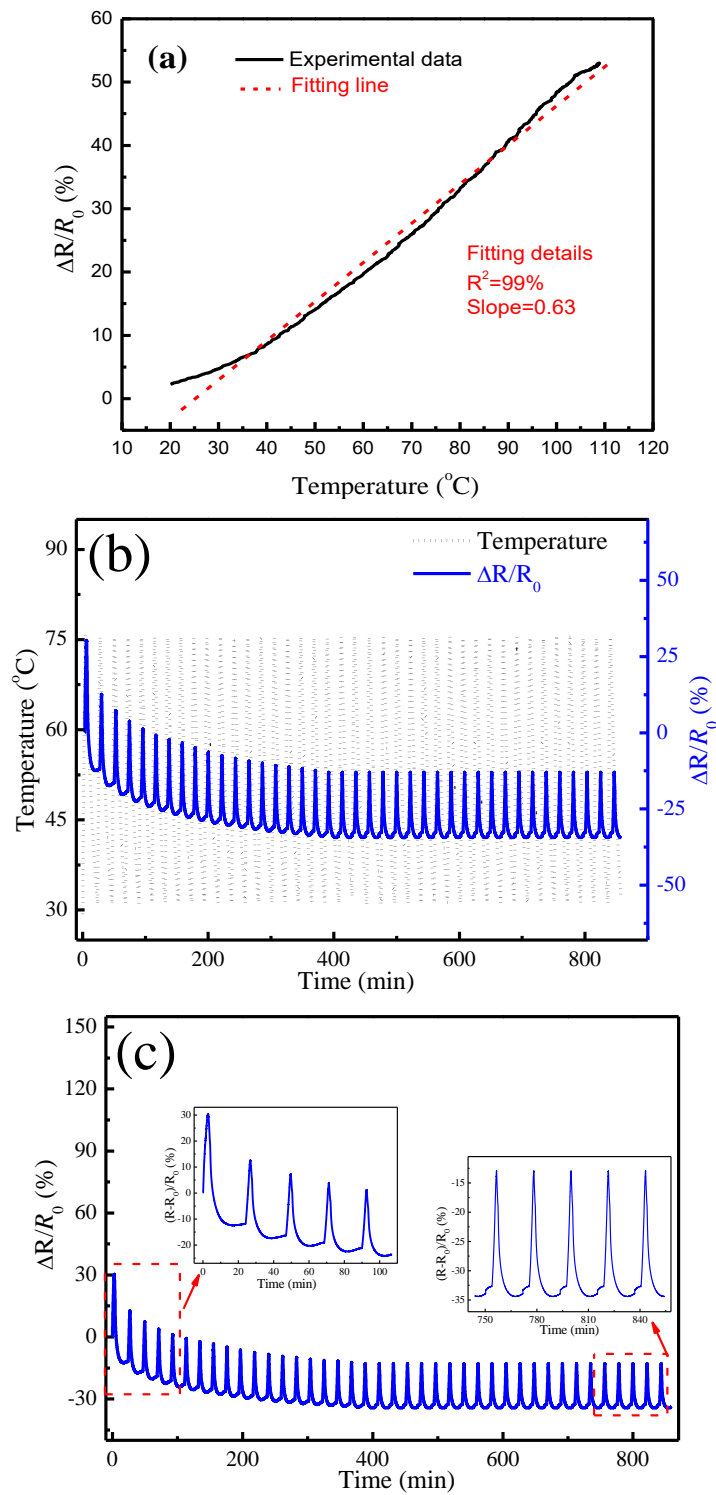 60
50
40
30
20
10
0
ΔR/R0 (%)
(a)
Experimental data
Fitting line
Fitting details
R²=99%
Slope=0.63
10 20 30 40 50 60 70 80 90 100 110 120
Temperature (°C)
(b)
Temperature
ΔR/R0
90
75
60
45
30
Temperature (°C)
50
25
0
-25
-50
ΔR/R0 (%)
0 200 400 600 800
Time (min)
(c)
150
120
90
60
30
0
-30
ΔR/R0 (%)
30
20
10
0
-10
-20
(R-R0)/R0 (%)
0 20 40 60 80 100
Time (min)
-15
-20
-25
-30
-35
(R-R0)/R0 (%)
750 780 810 840
Time (min)
0 200 400 600 800
Time (min)